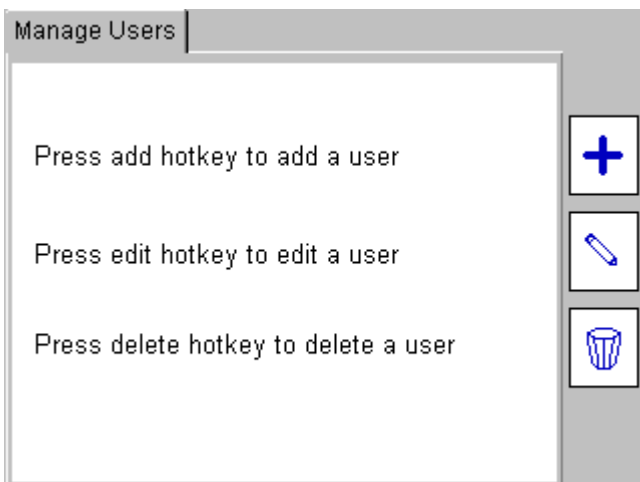 Manage Users
Press add hotkey to add a user
Press edit hotkey to edit a user
Press delete hotkey to delete a user